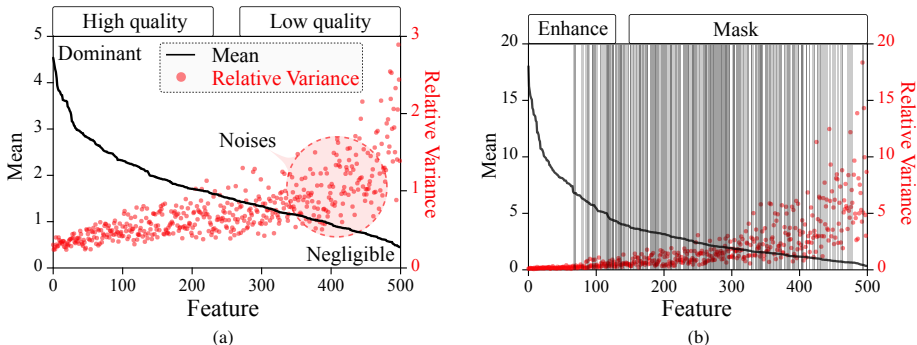 High quality
Low quality
Dominant
Mean
Relative Variance
Noises
Negligible
5
4
3
2
1
0
Mean
3
2
1
0
Relative Variance
0
100
200
300
400
500
Feature
(a)
Enhance
Mask
20
15
10
5
0
Mean
20
15
10
5
0
Relative Variance
0
100
200
300
400
500
Feature
(b)